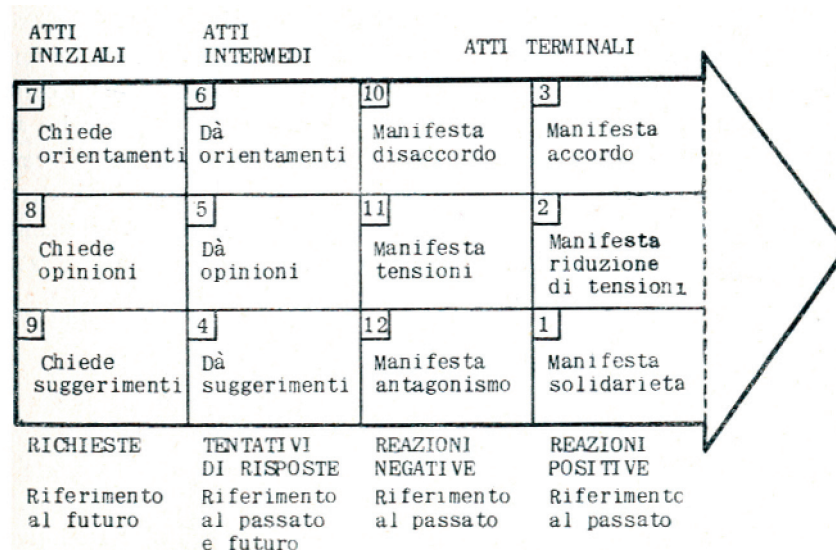 ATTI
INIZIALI
ATTI
INTERMEDI
ATTI TERMINALI
7
Chiede
orientamenti
6
Dà
orientamenti
10
Manifesta
disaccordo
3
Manifesta
accordo
8
Chiede
opinioni
5
Dà
opinioni
11
Manifesta
tensioni
2
Manifesta
riduzione
di tensioni
9
Chiede
suggerimenti
4
Dà
suggerimenti
12
Manifesta
antagonismo
1
Manifesta
solidarieta
RICHIESTE
Riferimento
al futuro
TENTATIVI
DI RISPOSTE
Riferimento
al passato
e futuro
REAZIONI
NEGATIVE
Riferimento
al passato
REAZIONI
POSITIVE
Riferimento
al passato